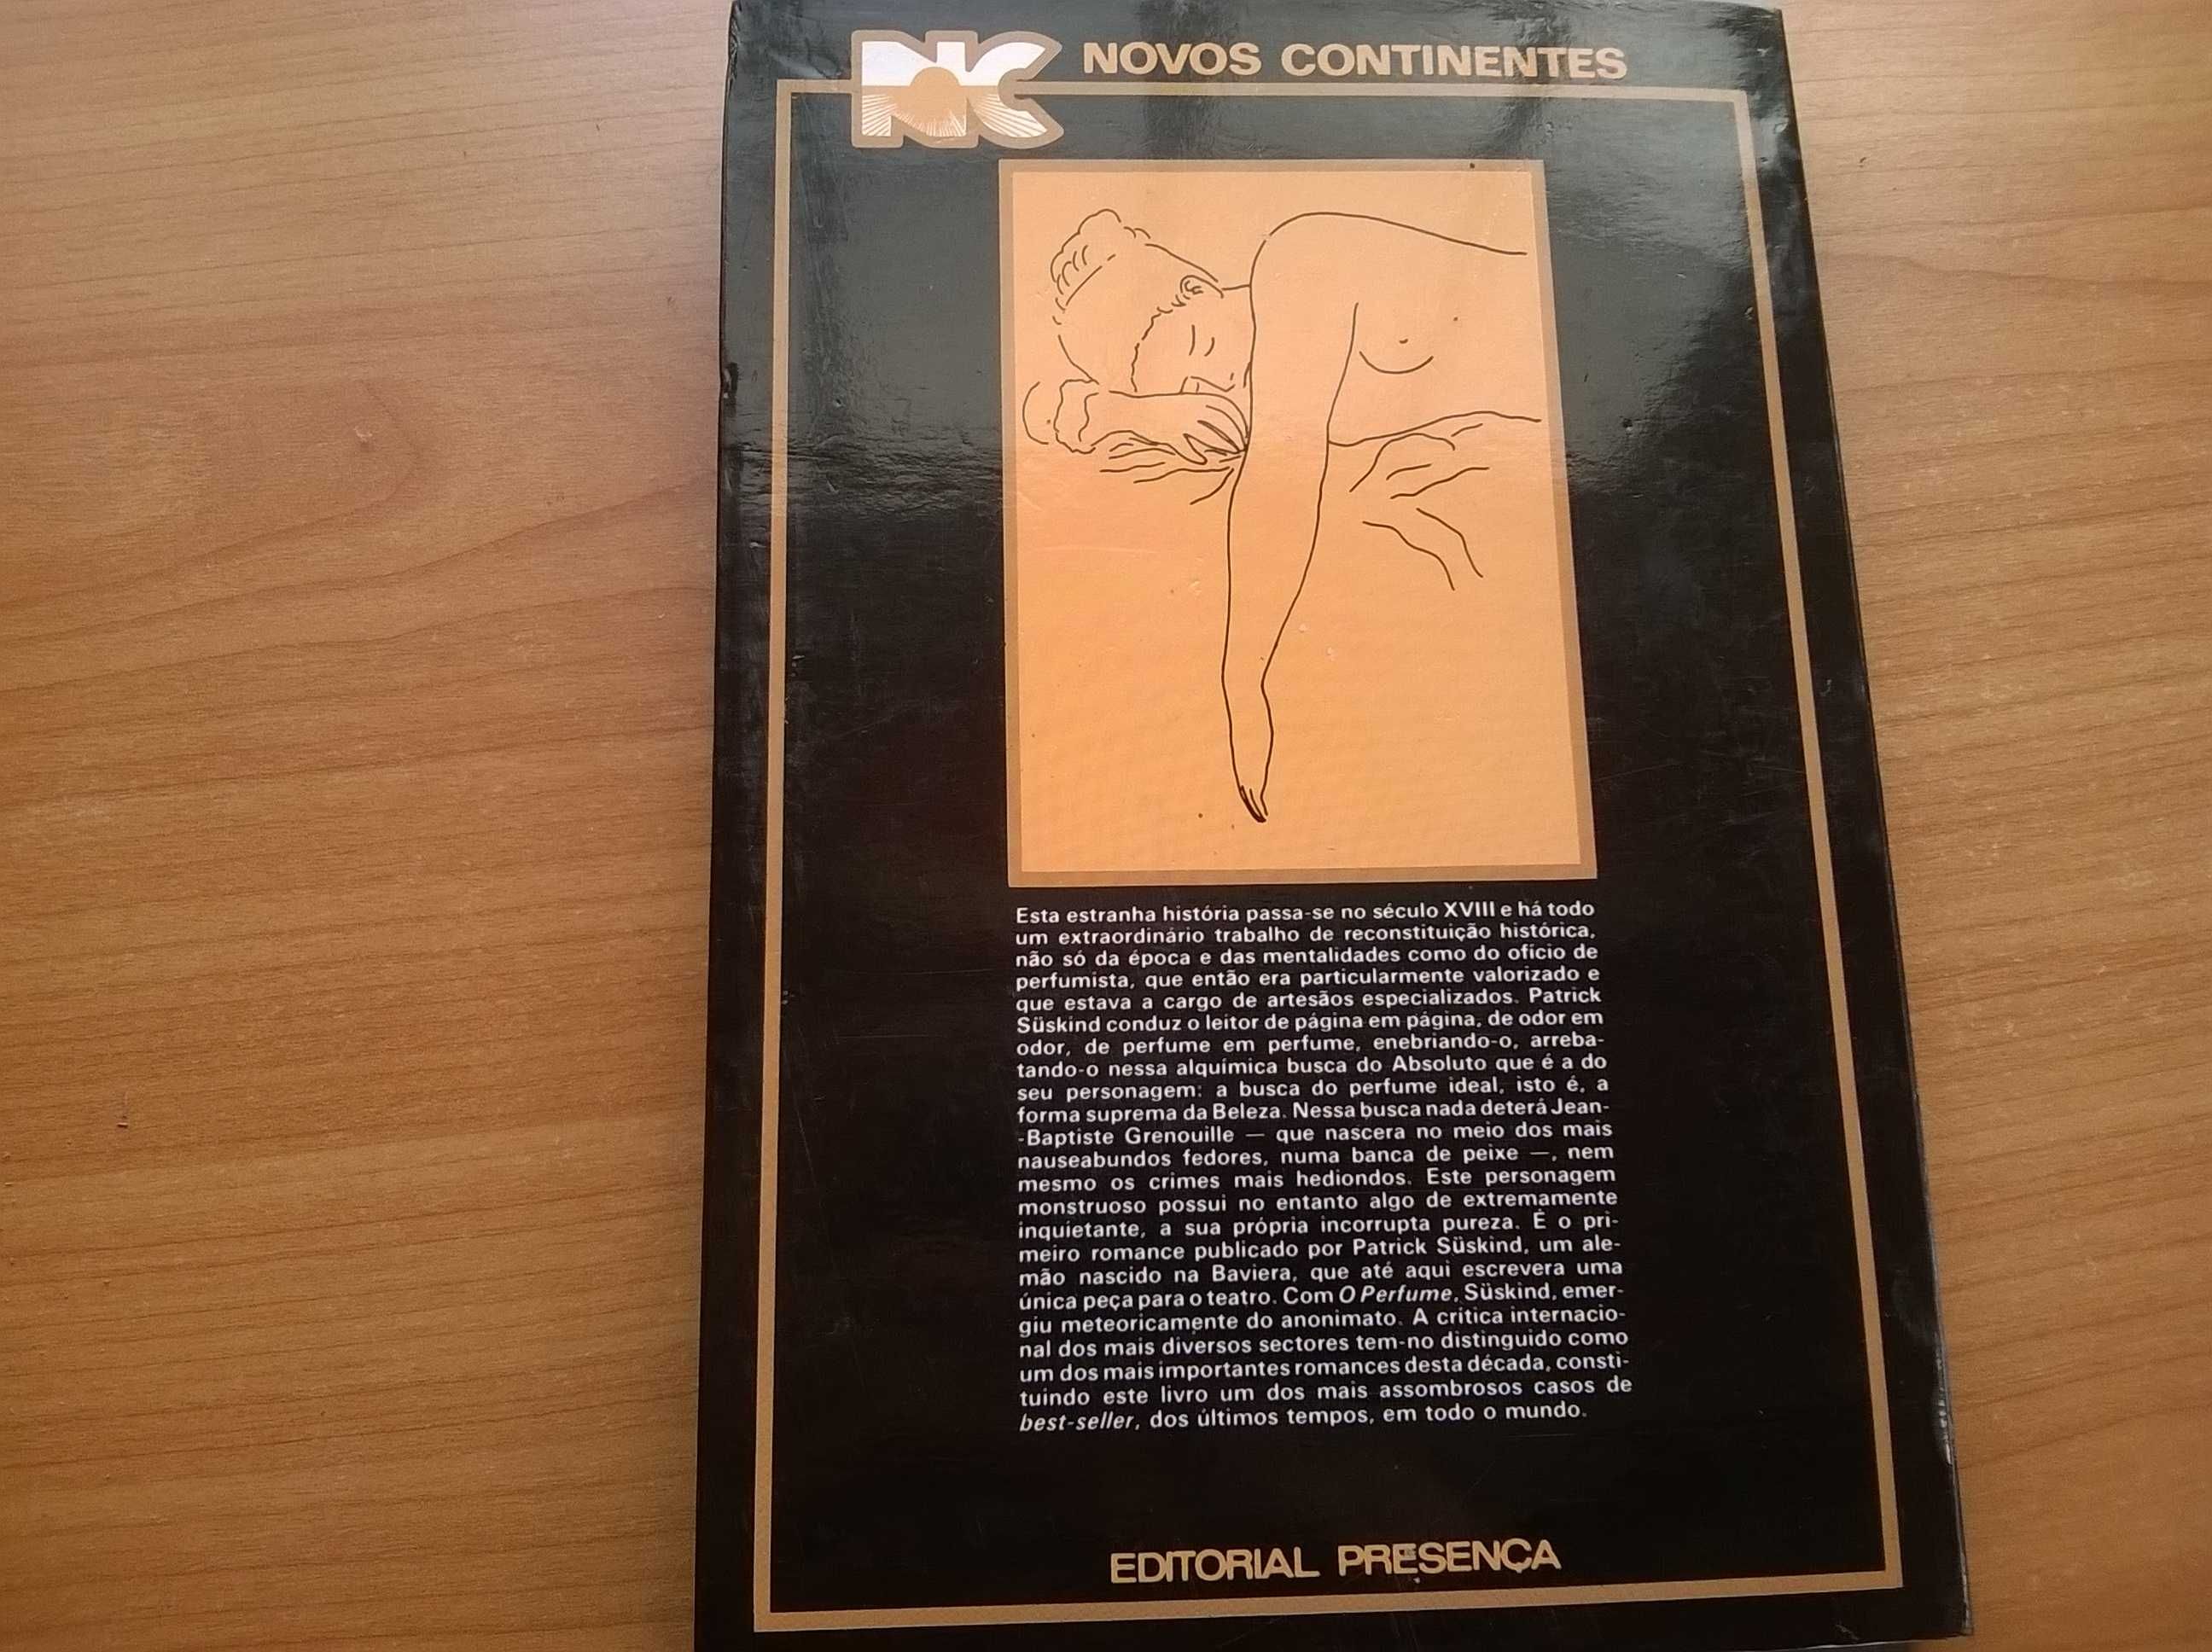 NC NOVOS CONTINENTES
Esta estranha história passa-se no século XVIII e há todo
um extraordinário trabalho de reconstituição histórica,
não só da época e das mentalidades como do ofício de
perfumista, que então era particularmente valorizado e
que estava a cargo de artesãos especializados. Patrick
Süskind conduz o leitor de página em página, de odor em
odor, de perfume em perfume, enebriando-o, arreba-
tando-o nessa alquímica busca do Absoluto que é a do
seu personagem: a busca do perfume ideal, isto é, a
forma suprema da Beleza. Nessa busca nada deterá Jean-
-Baptiste Grenouille — que nascera no meio dos mais
nauseabundos fedores, numa banca de peixe —, nem
mesmo os crimes mais hediondos. Este personagem
monstruoso possui no entanto algo de extremamente
inquietante, a sua própria incorrupta pureza. É o pri-
meiro romance publicado por Patrick Süskind, um ale-
mão nascido na Baviera, que até aqui escrevera uma
única peça para o teatro. Com O Perfume, Süskind, emer-
giu meteoricamente do anonimato. A crítica internacio-
nal dos mais diversos sectores tem-no distinguido como
um dos mais importantes romances desta década, consti-
tuindo este livro um dos mais assombrosos casos de
best-seller, dos últimos tempos, em todo o mundo.
EDITORIAL PRESENÇA